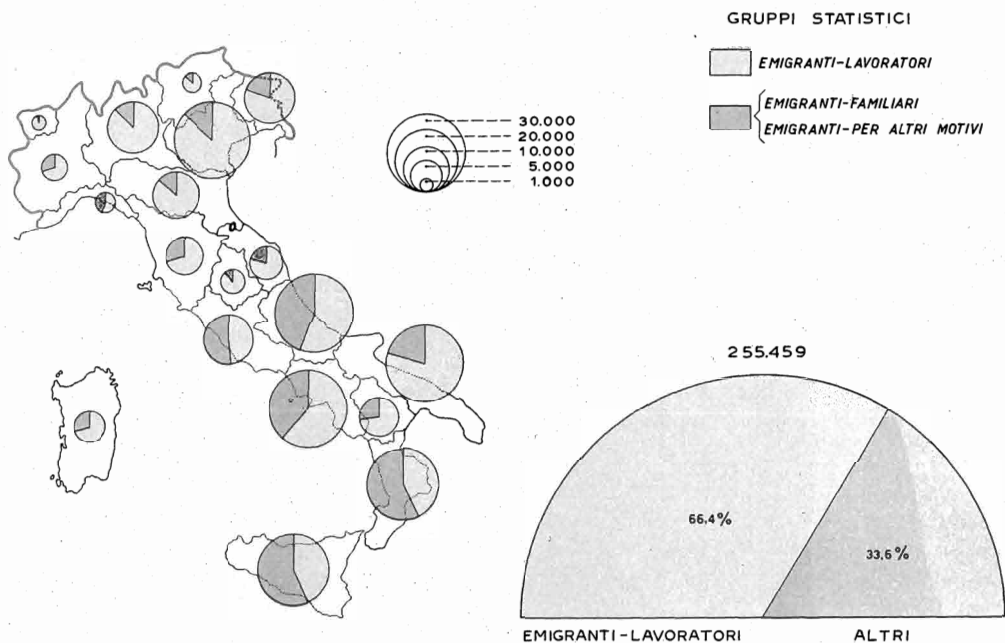 GRUPPI STATISTICI
EMIGRANTI-LAVORATORI
EMIGRANTI-FAMILIARI
EMIGRANTI-PER ALTRI MOTIVI
30.000
20.000
10.000
5.000
1.000
255.459
66,4%
33,6%
EMIGRANTI-LAVORATORI
ALTRI